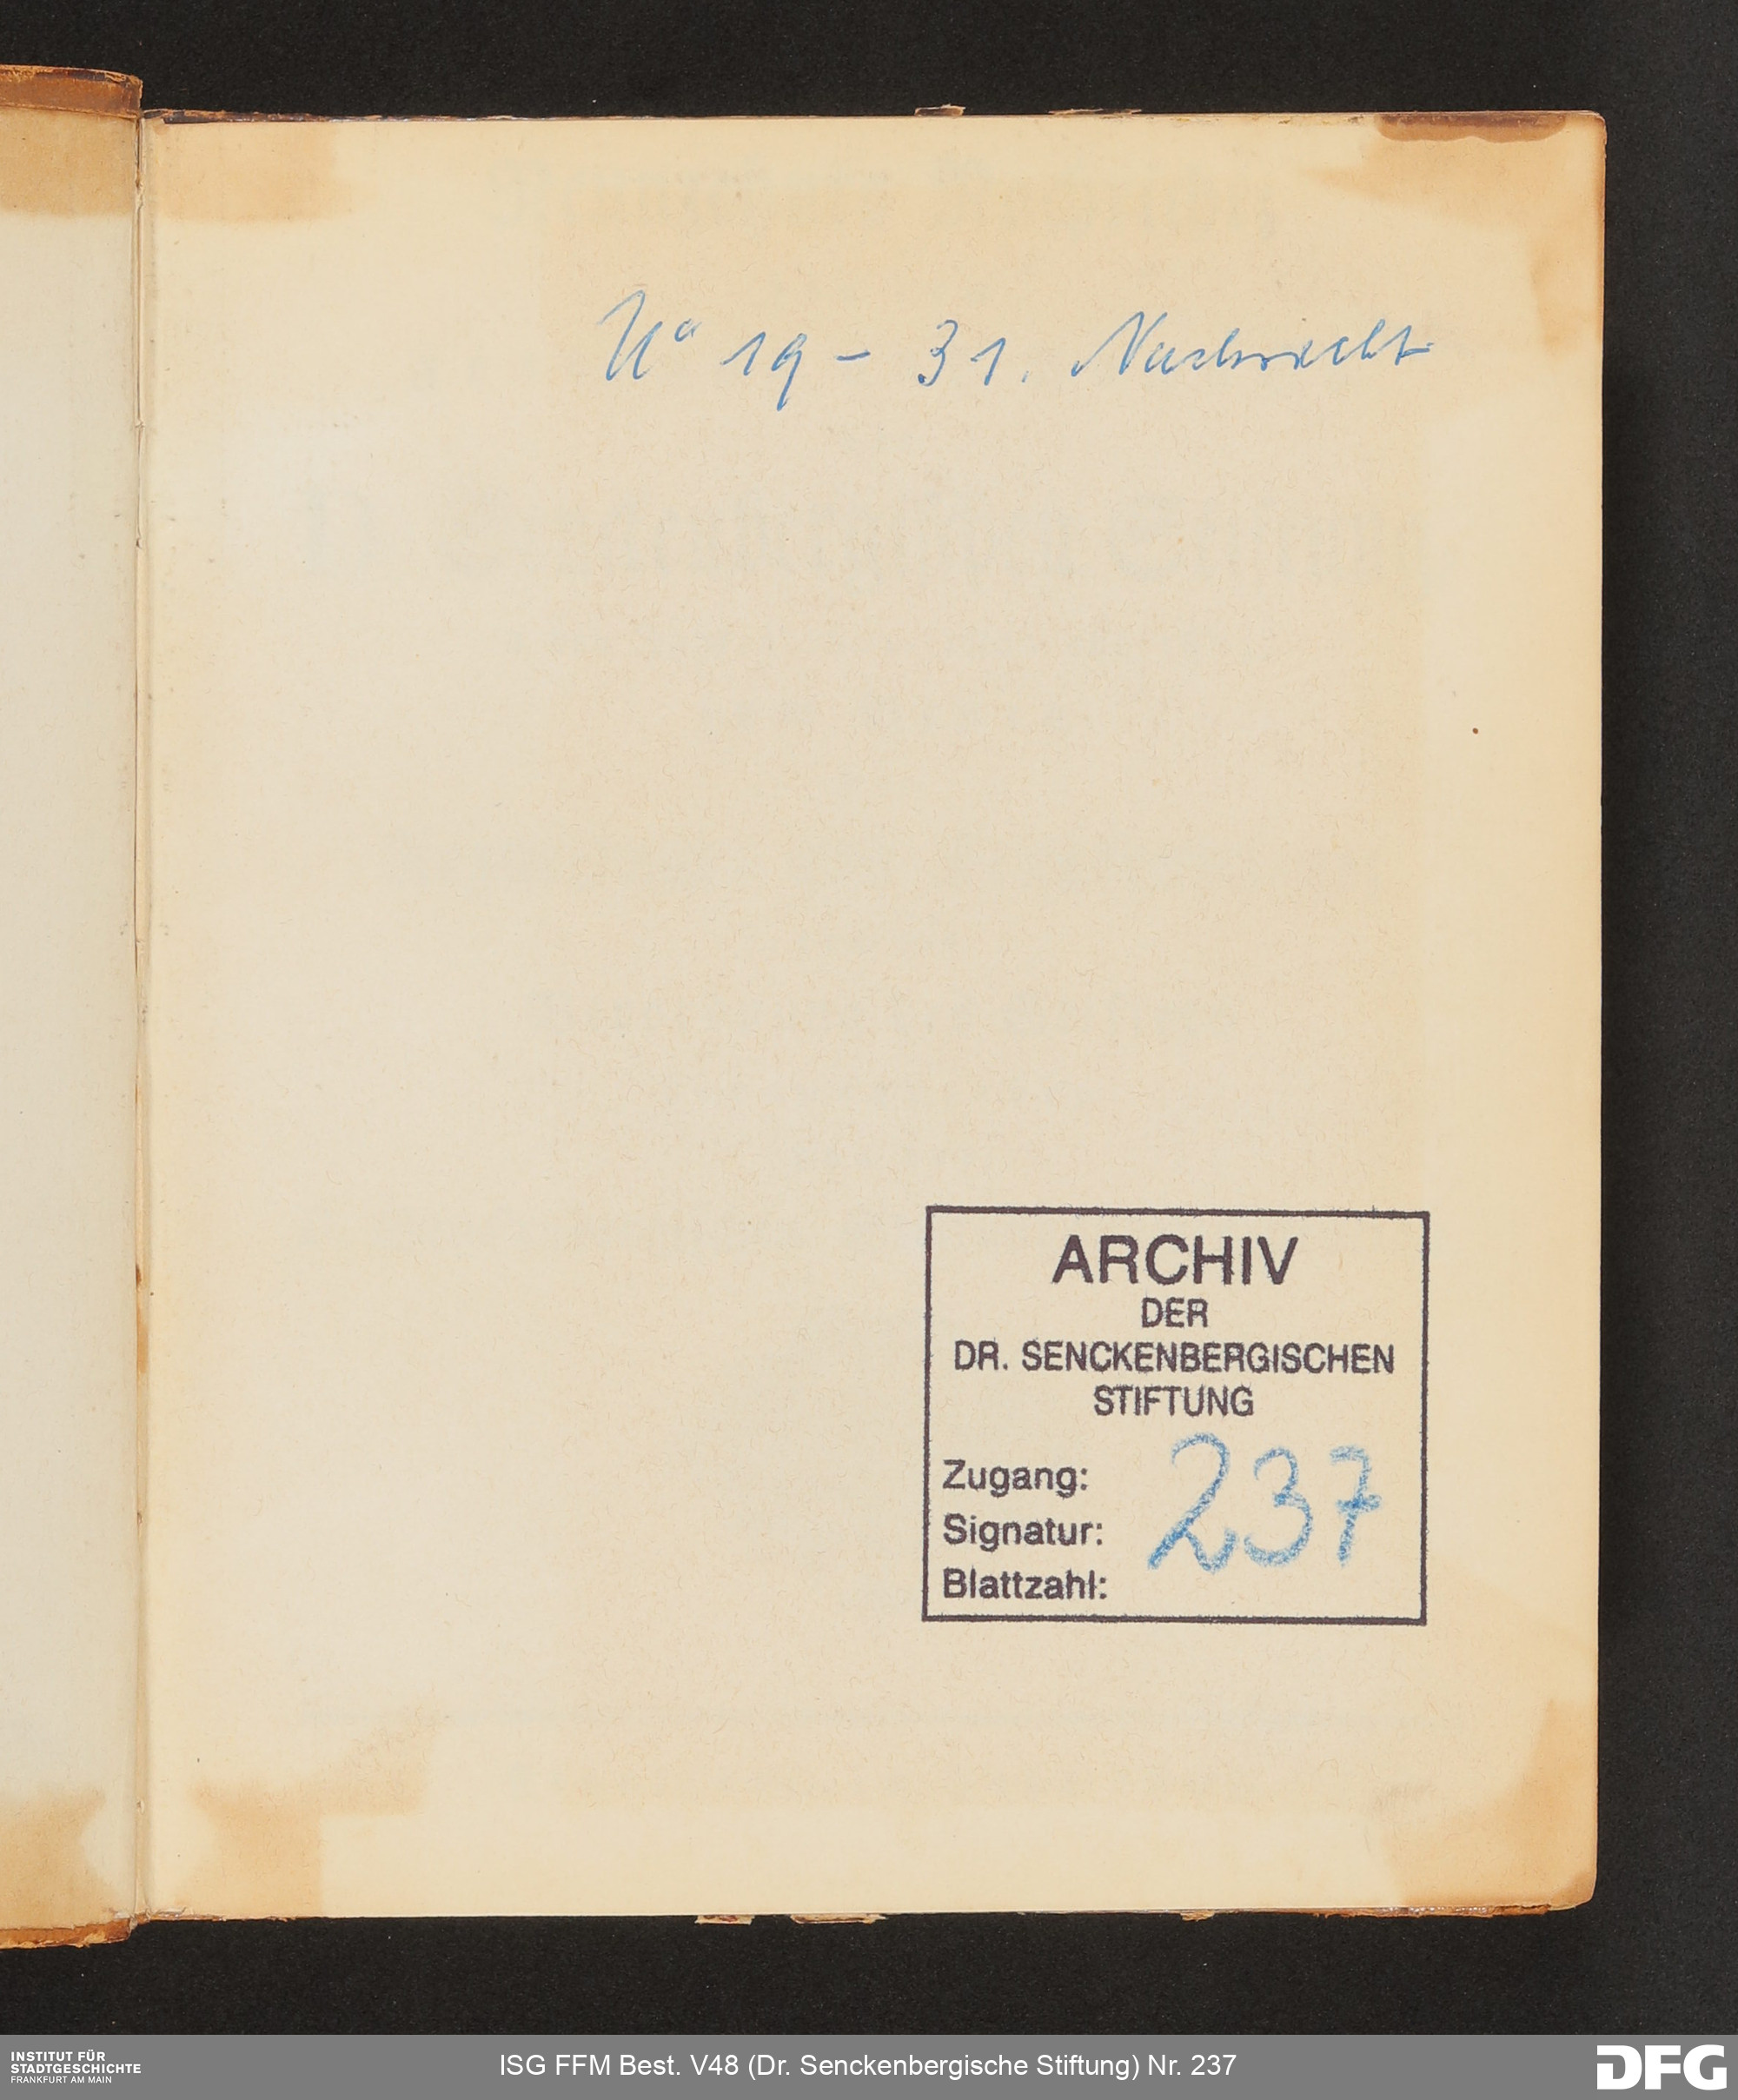 No 19 - 31. Nachricht
ARCHIV
DER
DR. SENCKENBERGISCHEN
STIFTUNG
Zugang:
Signatur: 237
Blattzahl:
INSTITUT FÜR
STADTGESCHICHTE
FRANKFURT AM MAIN
ISG FFM Best. V48 (Dr. Senckenbergische Stiftung) Nr. 237
DFG